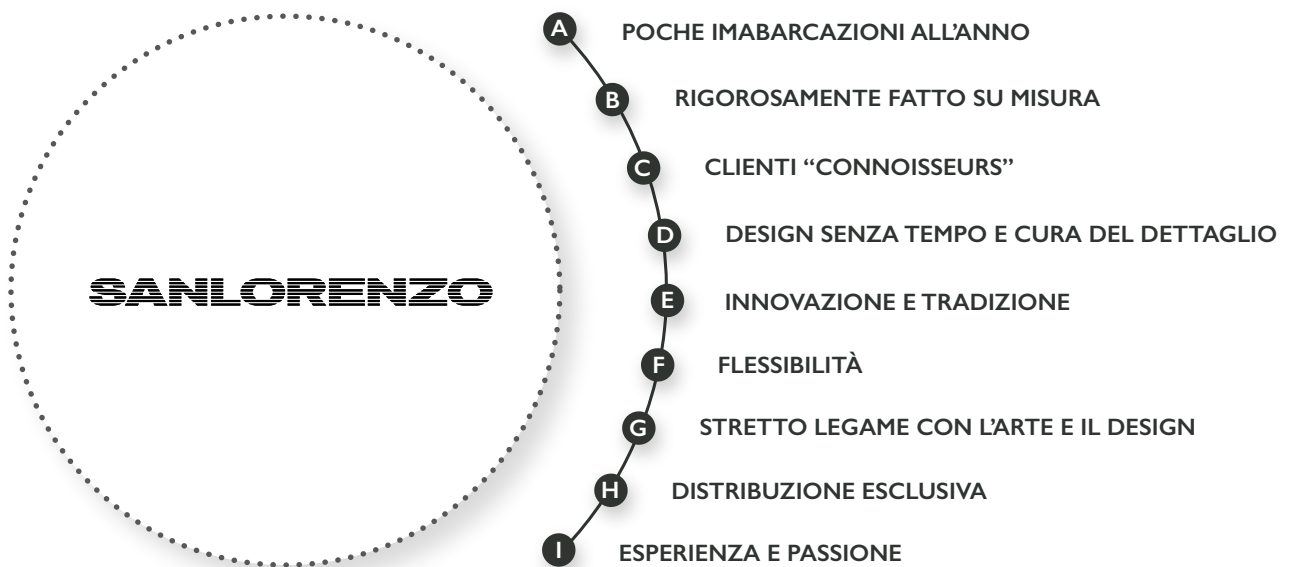 SANLORENZO
A POCHE IMABARCAZIONI ALL'ANNO
B RIGOROSAMENTE FATTO SU MISURA
C CLIENTI “CONNOISSEURS”
D DESIGN SENZA TEMPO E CURA DEL DETTAGLIO
E INNOVAZIONE E TRADIZIONE
F FLESSIBILITÀ
G STRETTO LEGAME CON L'ARTE E IL DESIGN
H DISTRIBUZIONE ESCLUSIVA
I ESPERIENZA E PASSIONE